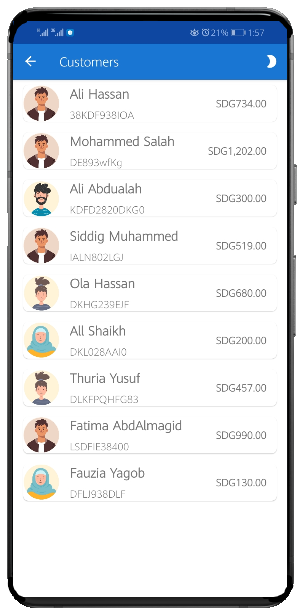 21% 1:57
Customers
Ali Hassan
38KDF938IOA
SDG734.00
Mohammed Salah
DE893wfKg
SDG1,202.00
Ali Abdualah
KDFD2820DKG0
SDG300.00
Siddig Muhammed
IALN802LGJ
SDG519.00
Ola Hassan
DKHG239EJF
SDG680.00
All Shaikh
DKL028AAI0
SDG200.00
Thuria Yusuf
DLKFPQHFG83
SDG457.00
Fatima AbdAlmagid
LSDFIE38400
SDG990.00
Fauzia Yagob
DFLJ938DLF
SDG130.00